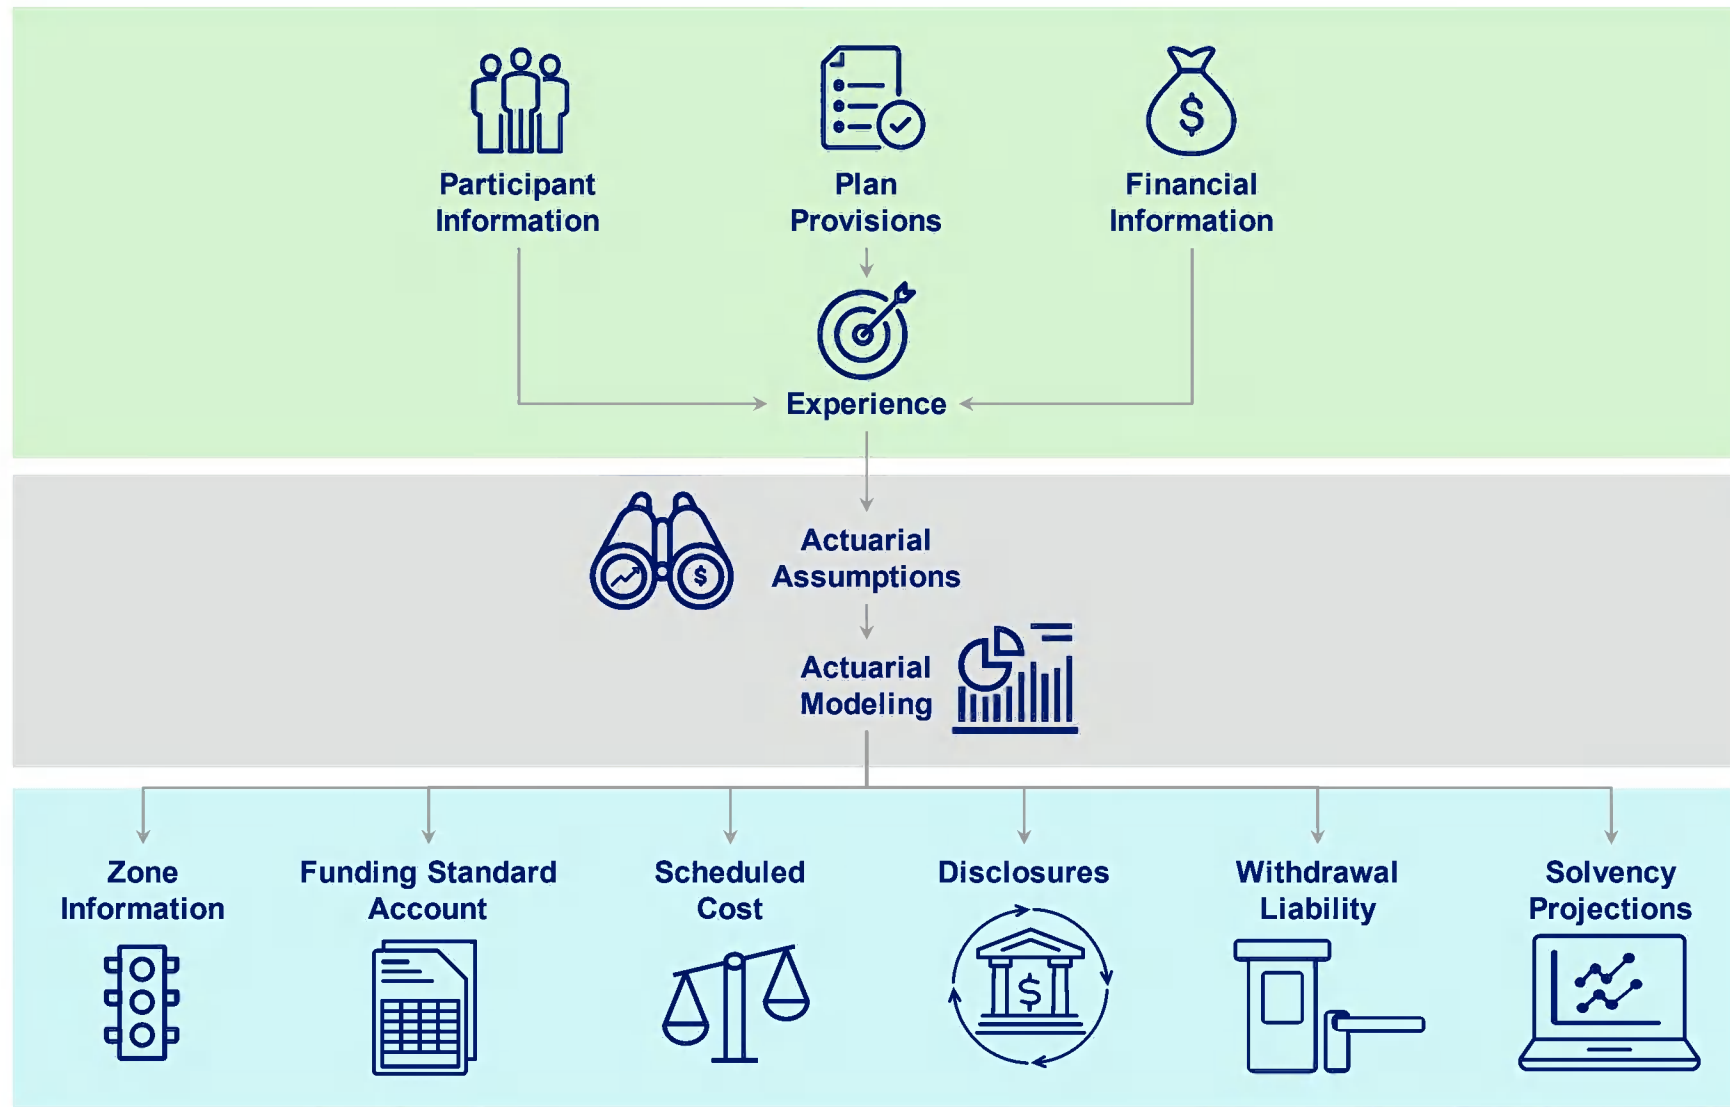 Participant
Information
Plan
Provisions
$
Financial
Information
Experience
$
Actuarial
Assumptions
Actuarial
Modeling
Zone
Information
Funding Standard
Account
Scheduled
Cost
Disclosures
$
Withdrawal
Liability
Solvency
Projections